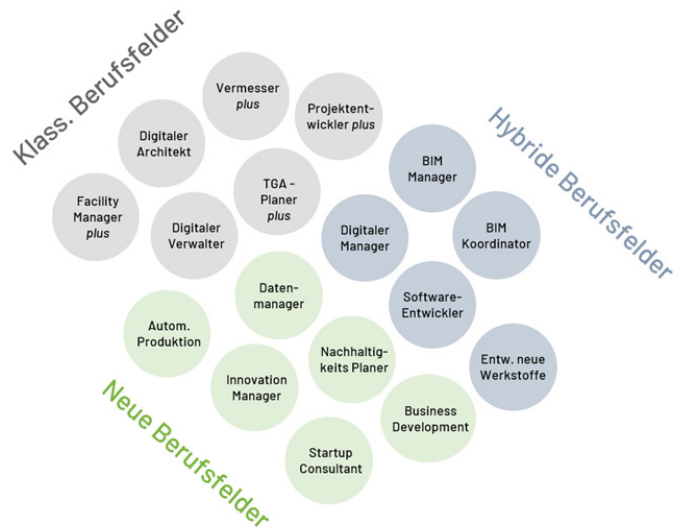 Klass. Berufsfelder
Vermesser
plus
Projektent-
wickler plus
Digitaler
Architekt
TGA -
Planer
plus
Facility
Manager
plus
Digitaler
Verwalter
Hybride Berufsfelder
BIM
Manager
Digitaler
Manager
BIM
Koordinator
Software-
Entwickler
Entw. neue
Werkstoffe
Neue Berufsfelder
Daten-
manager
Autom.
Produktion
Nachhaltig-
keits Planer
Innovation
Manager
Business
Development
Startup
Consultant